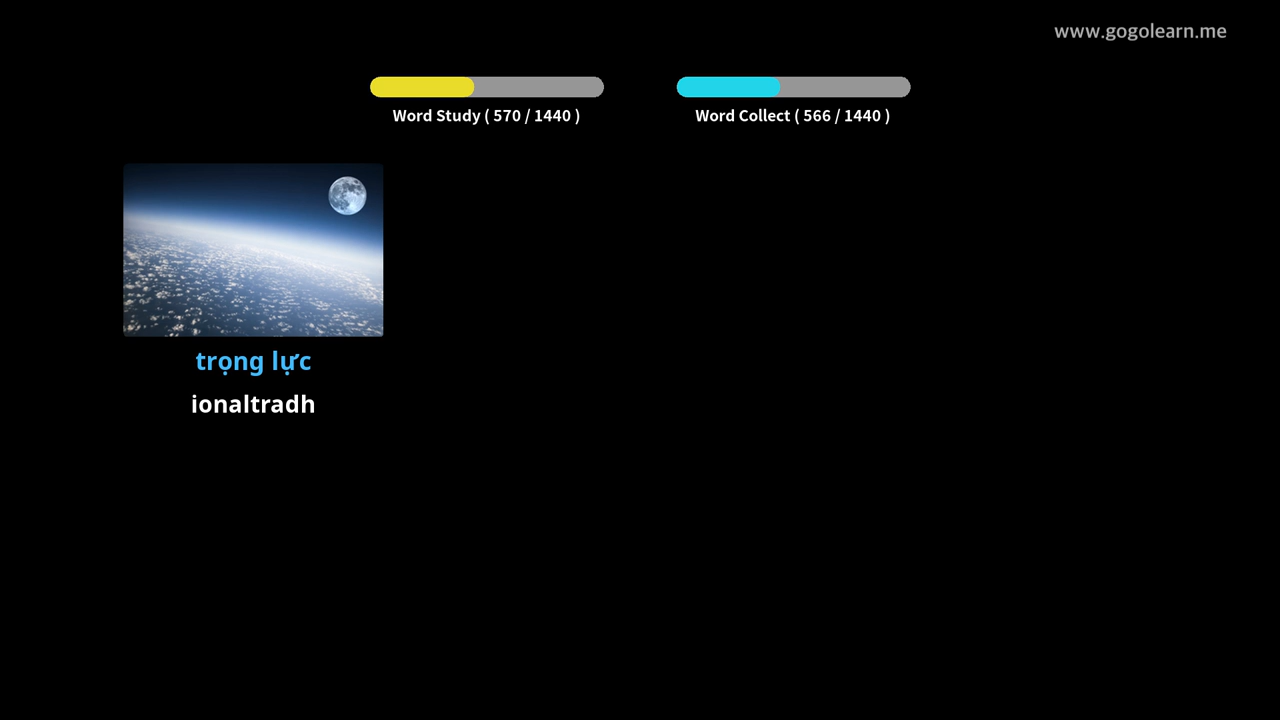 www.gogolearn.me
Word Study ( 570 / 1440 )
Word Collect ( 566 / 1440 )
trọng lực
ionaltradh